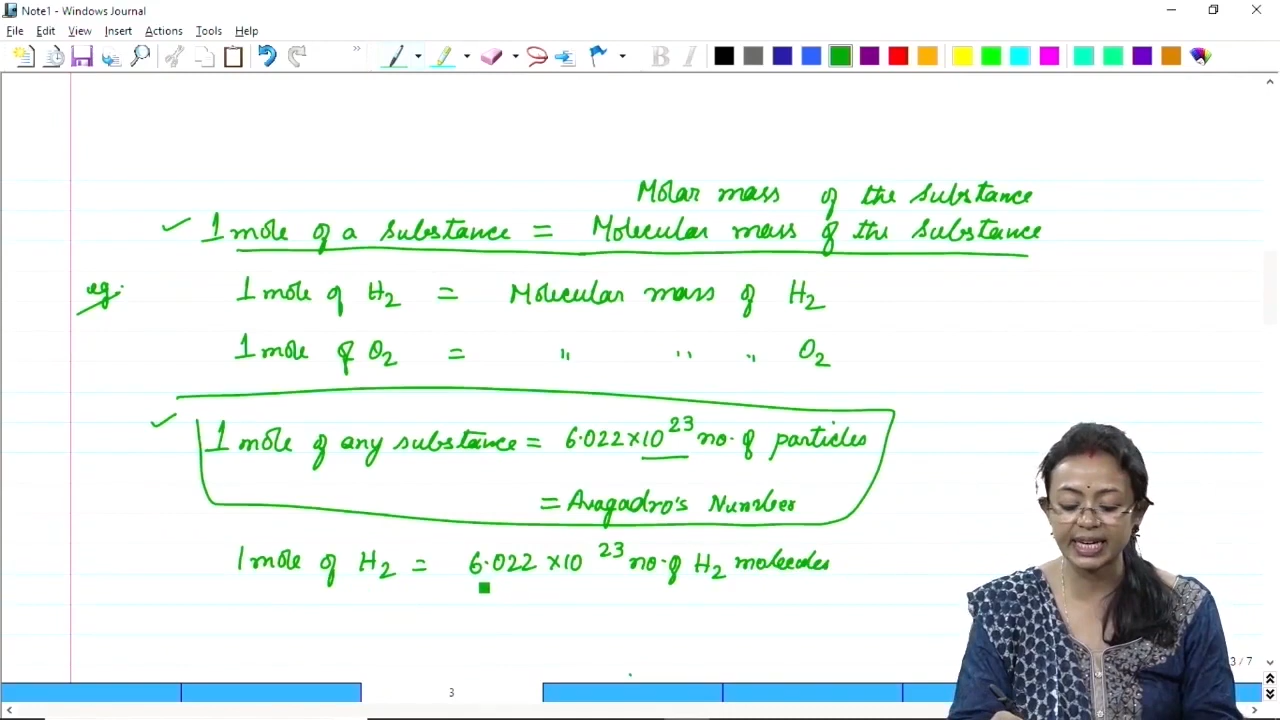 Note1 - Windows Journal
File Edit View Insert Actions Tools Help
B I
Molar mass of the substance
1 mole of a substance = Molecular mass of the substance
eg.
1 mole of H2 = Molecular mass of H2
1 mole of O2 = " " " O2
1 mole of any substance = 6.022×10^23 no. of particles
= Avagadro's Number
1 mole of H2 = 6.022×10^23 no. of H2 molecules
3/7
3